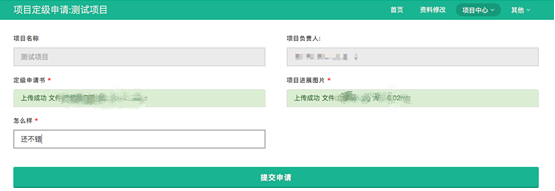 项目定级申请:测试项目
首页 资料修改 项目中心 其他
项目名称 项目负责人:
测试项目
定级申请书 * 项目进展图片 *
上传成功 文件 上传成功 文件 0.02m
怎么样 *
还不错
提交申请